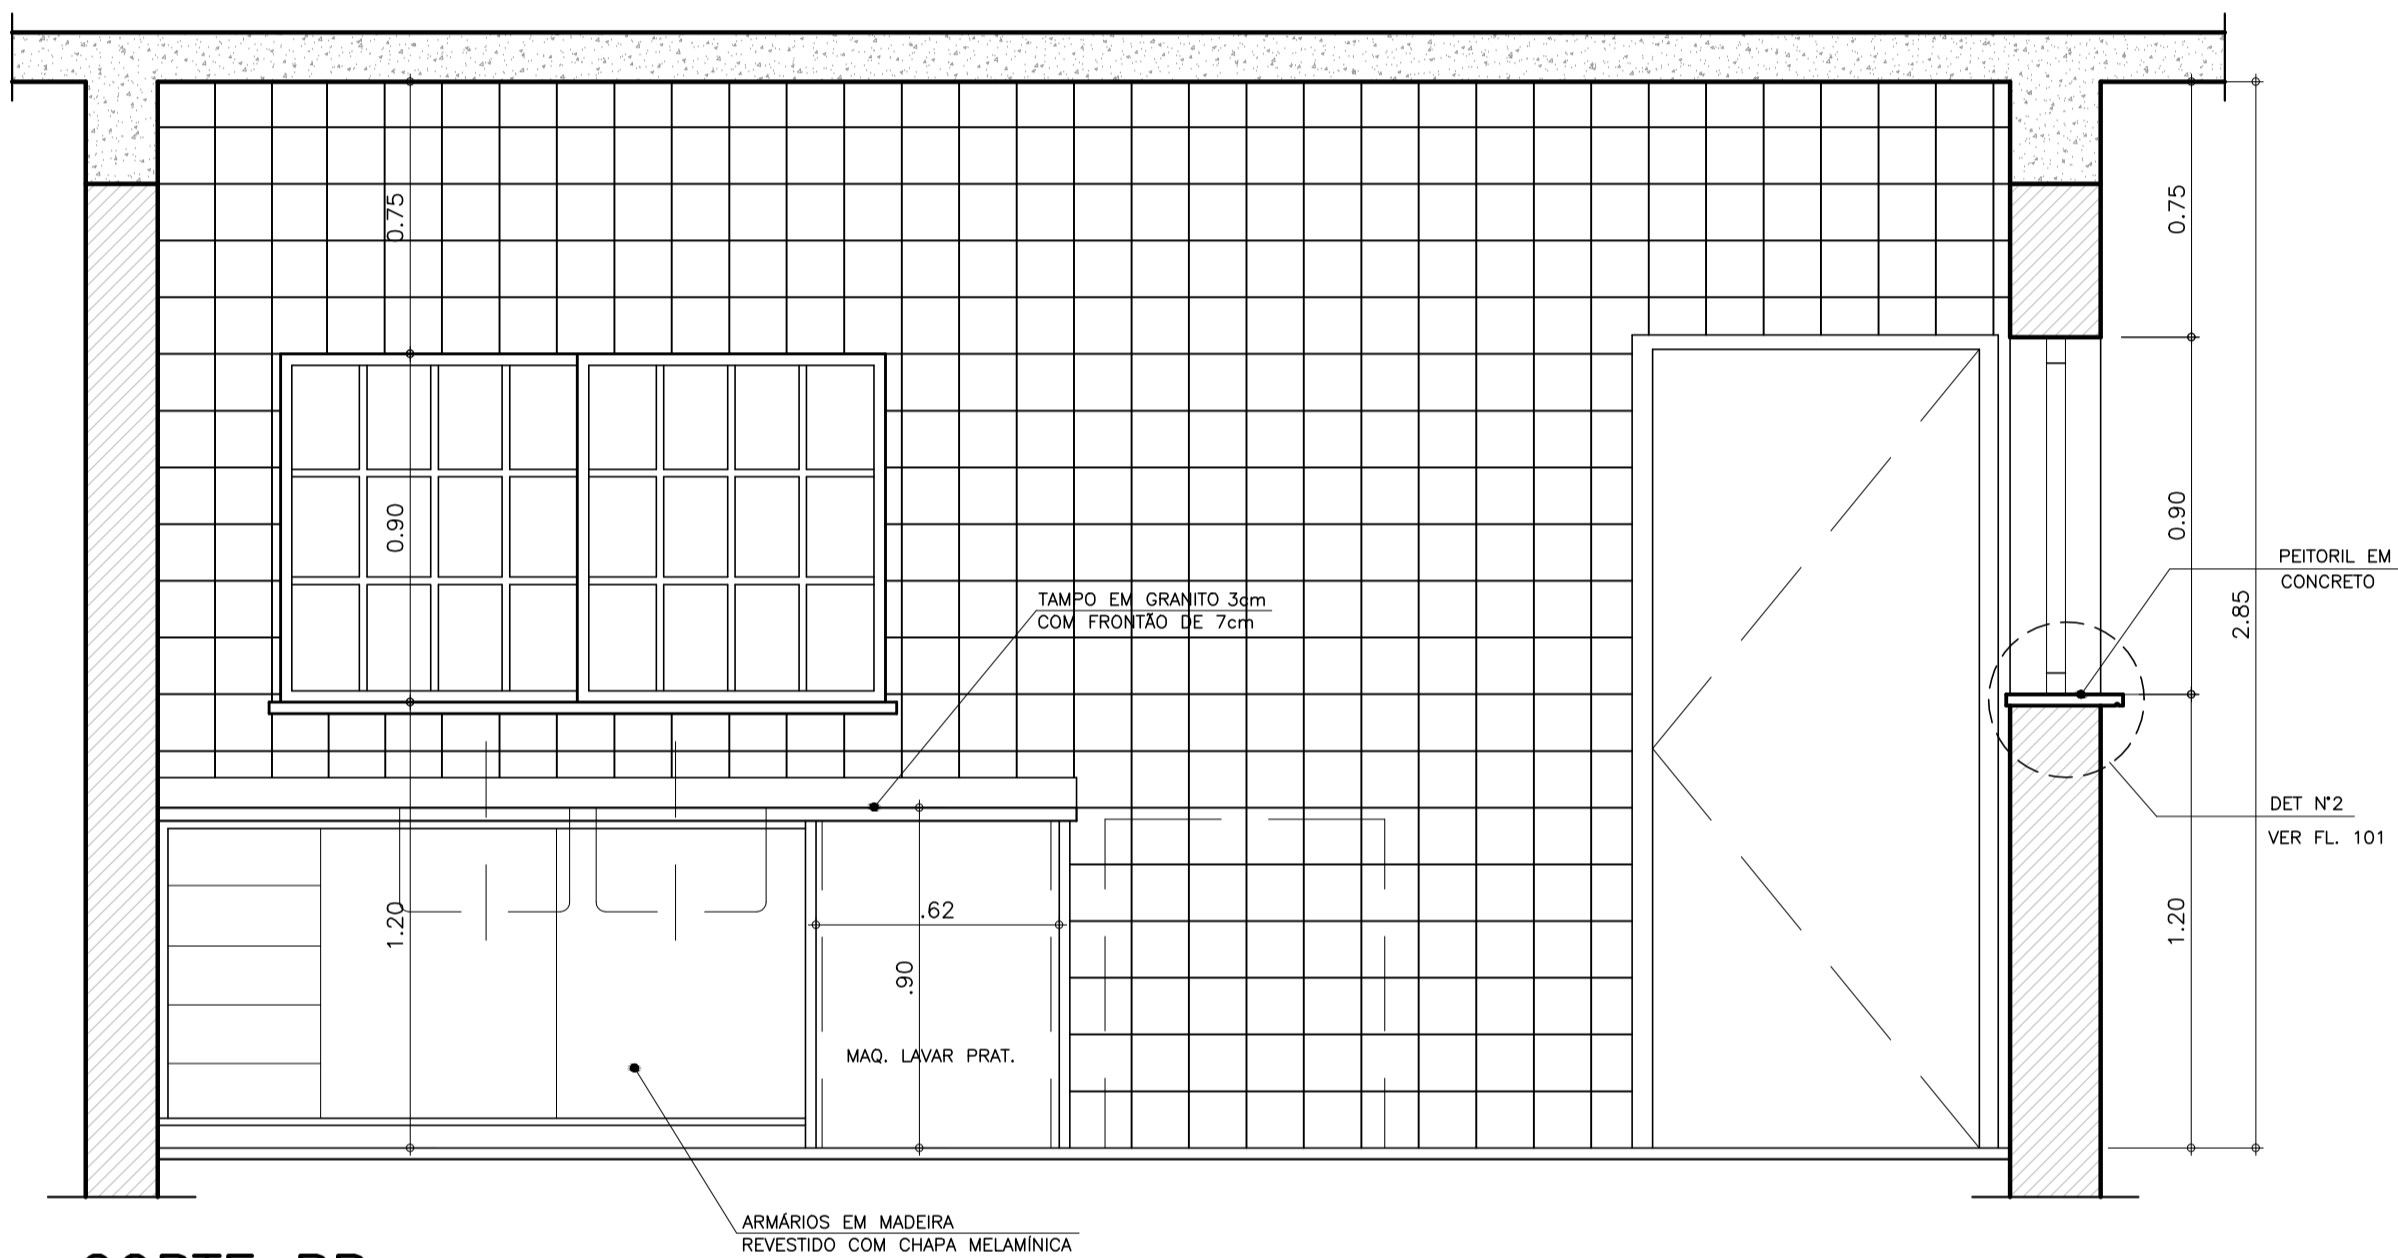 0.75
0.75
0.90
0.90
PEITORIL EM
CONCRETO
TAMPO EM GRANITO 3cm
COM FRONTÃO DE 7cm
2.85
DET N°2
VER FL. 101
1.20
.62
1.20
.90
MAQ. LAVAR PRAT.
ARMÁRIOS EM MADEIRA
REVESTIDO COM CHAPA MELAMÍNICA